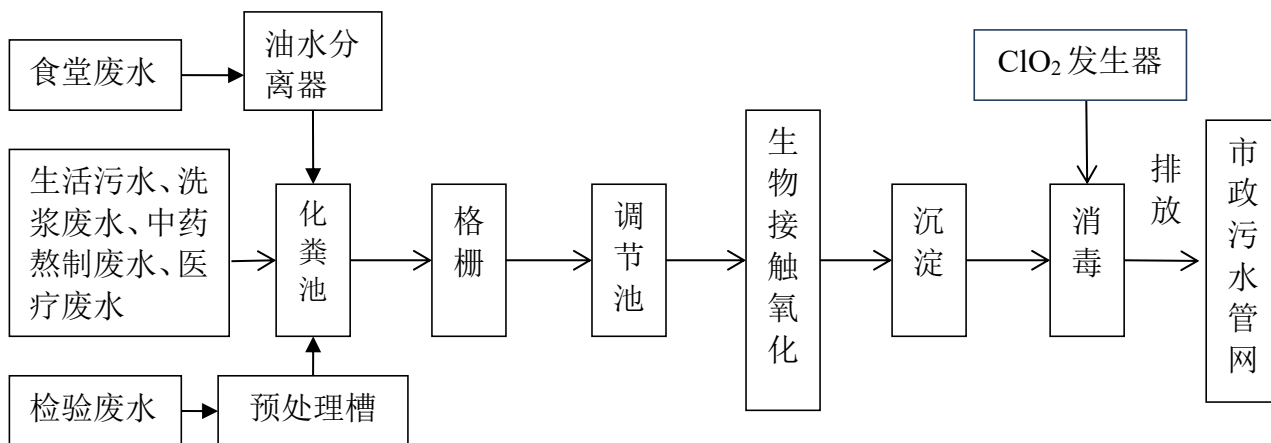 食堂废水
油水分
离器
ClO₂发生器
生活污水、洗
浆废水、中药
熬制废水、医
疗废水
化粪池
格栅
调节池
生物接触氧化
沉淀
消毒
排放
市政污水管网
检验废水
预处理槽